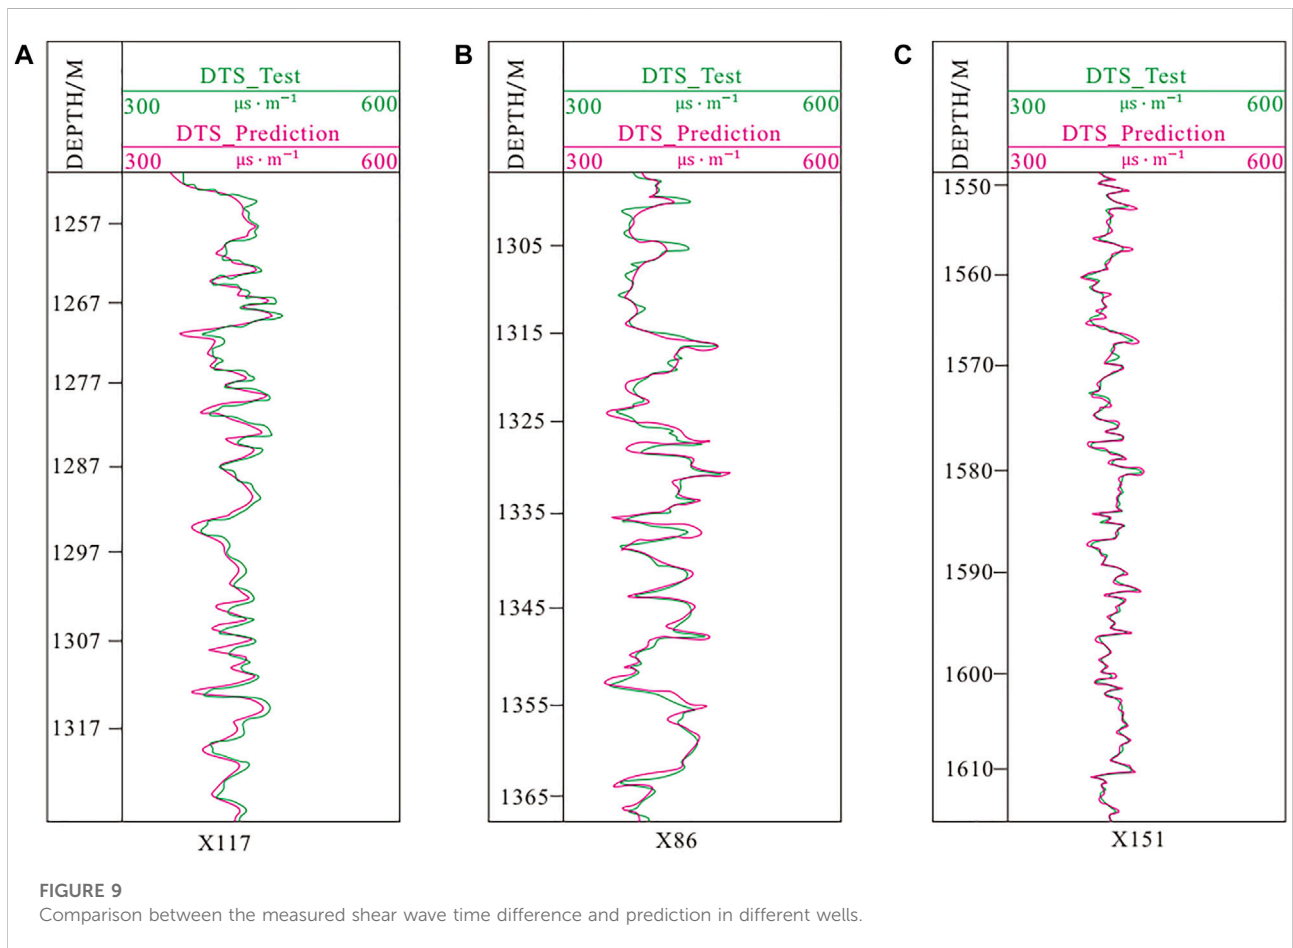 A
DEPTH/M
DTS_Test
300 μs · m⁻¹ 600
DTS_Prediction
300 μs · m⁻¹ 600
1257
1267
1277
1287
1297
1307
1317
X117
B
DEPTH/M
DTS_Test
300 μs · m⁻¹ 600
DTS_Prediction
300 μs · m⁻¹ 600
1305
1315
1325
1335
1345
1355
1365
X86
C
DEPTH/M
DTS_Test
300 μs · m⁻¹ 600
DTS_Prediction
300 μs · m⁻¹ 600
1550
1560
1570
1580
1590
1600
1610
X151
FIGURE 9
Comparison between the measured shear wave time difference and prediction in different wells.